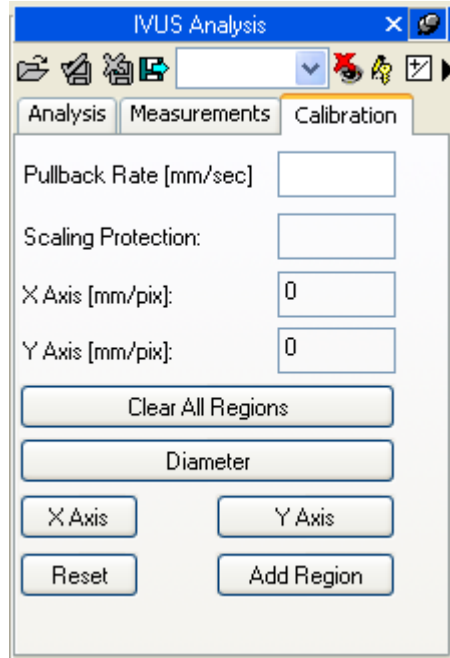 IVUS Analysis
Analysis Measurements Calibration
Pullback Rate [mm/sec]
Scaling Protection:
X Axis [mm/pix]: 0
Y Axis [mm/pix]: 0
Clear All Regions
Diameter
X Axis Y Axis
Reset Add Region